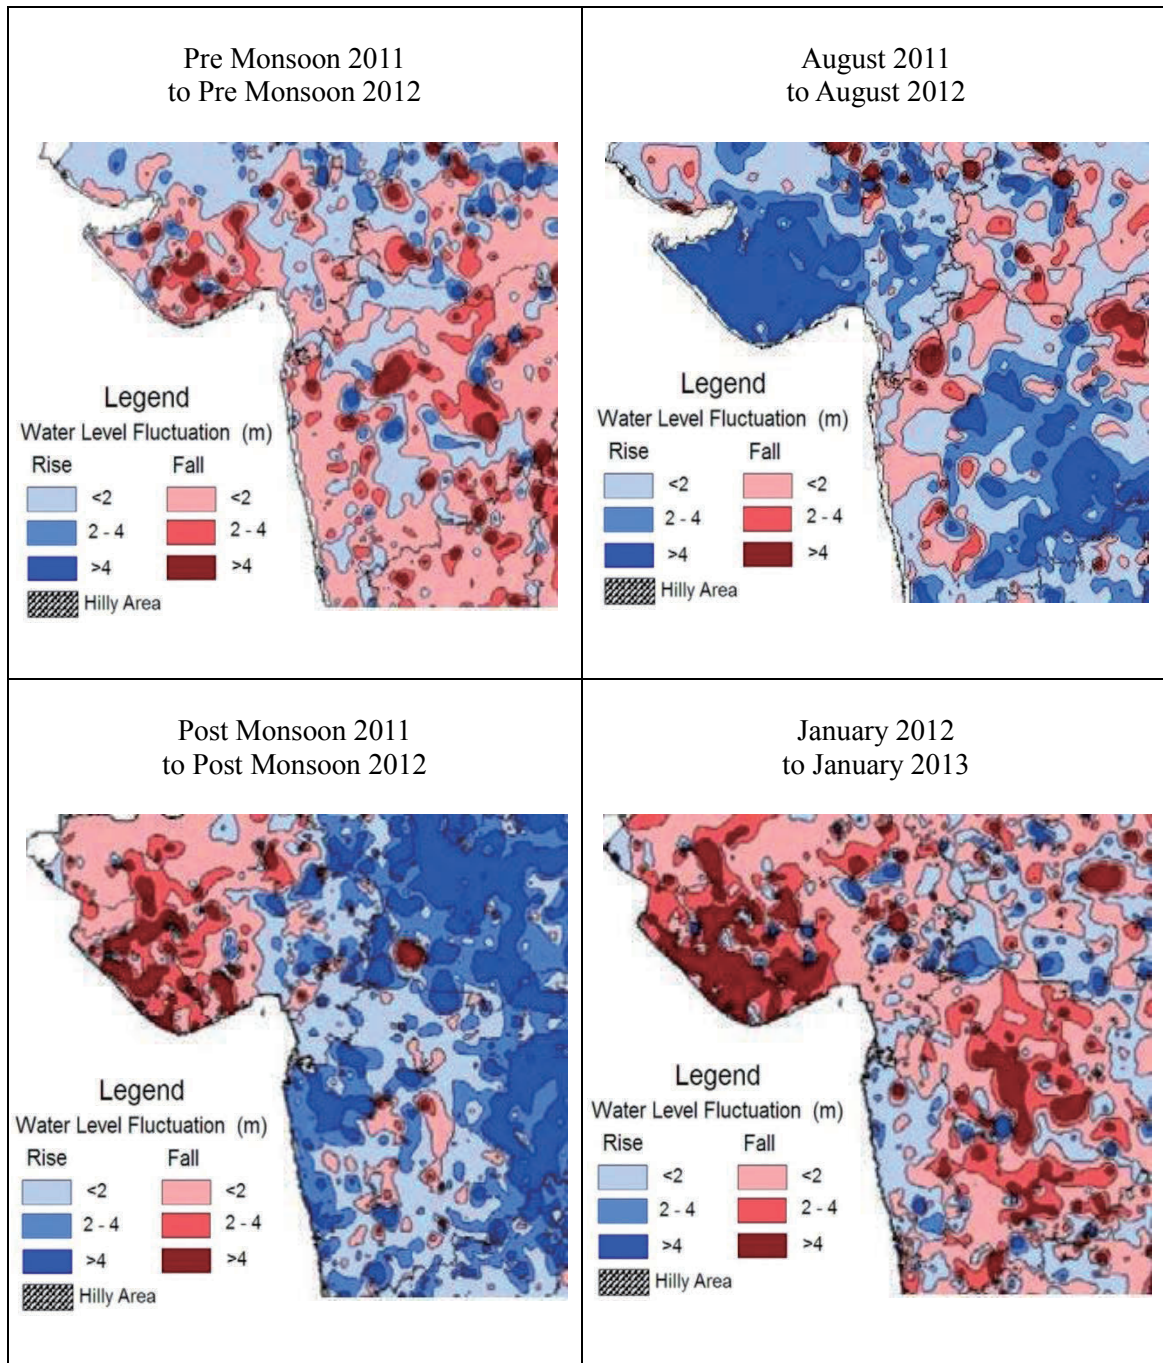 Pre Monsoon 2011
to Pre Monsoon 2012
Legend
Water Level Fluctuation (m)
Rise Fall
<2 <2
2 - 4 2 - 4
>4 >4
Hilly Area
August 2011
to August 2012
Legend
Water Level Fluctuation (m)
Rise Fall
<2 <2
2 - 4 2 - 4
>4 >4
Hilly Area
Post Monsoon 2011
to Post Monsoon 2012
Legend
Water Level Fluctuation (m)
Rise Fall
<2 <2
2 - 4 2 - 4
>4 >4
Hilly Area
January 2012
to January 2013
Legend
Water Level Fluctuation (m)
Rise Fall
<2 <2
2 - 4 2 - 4
>4 >4
Hilly Area